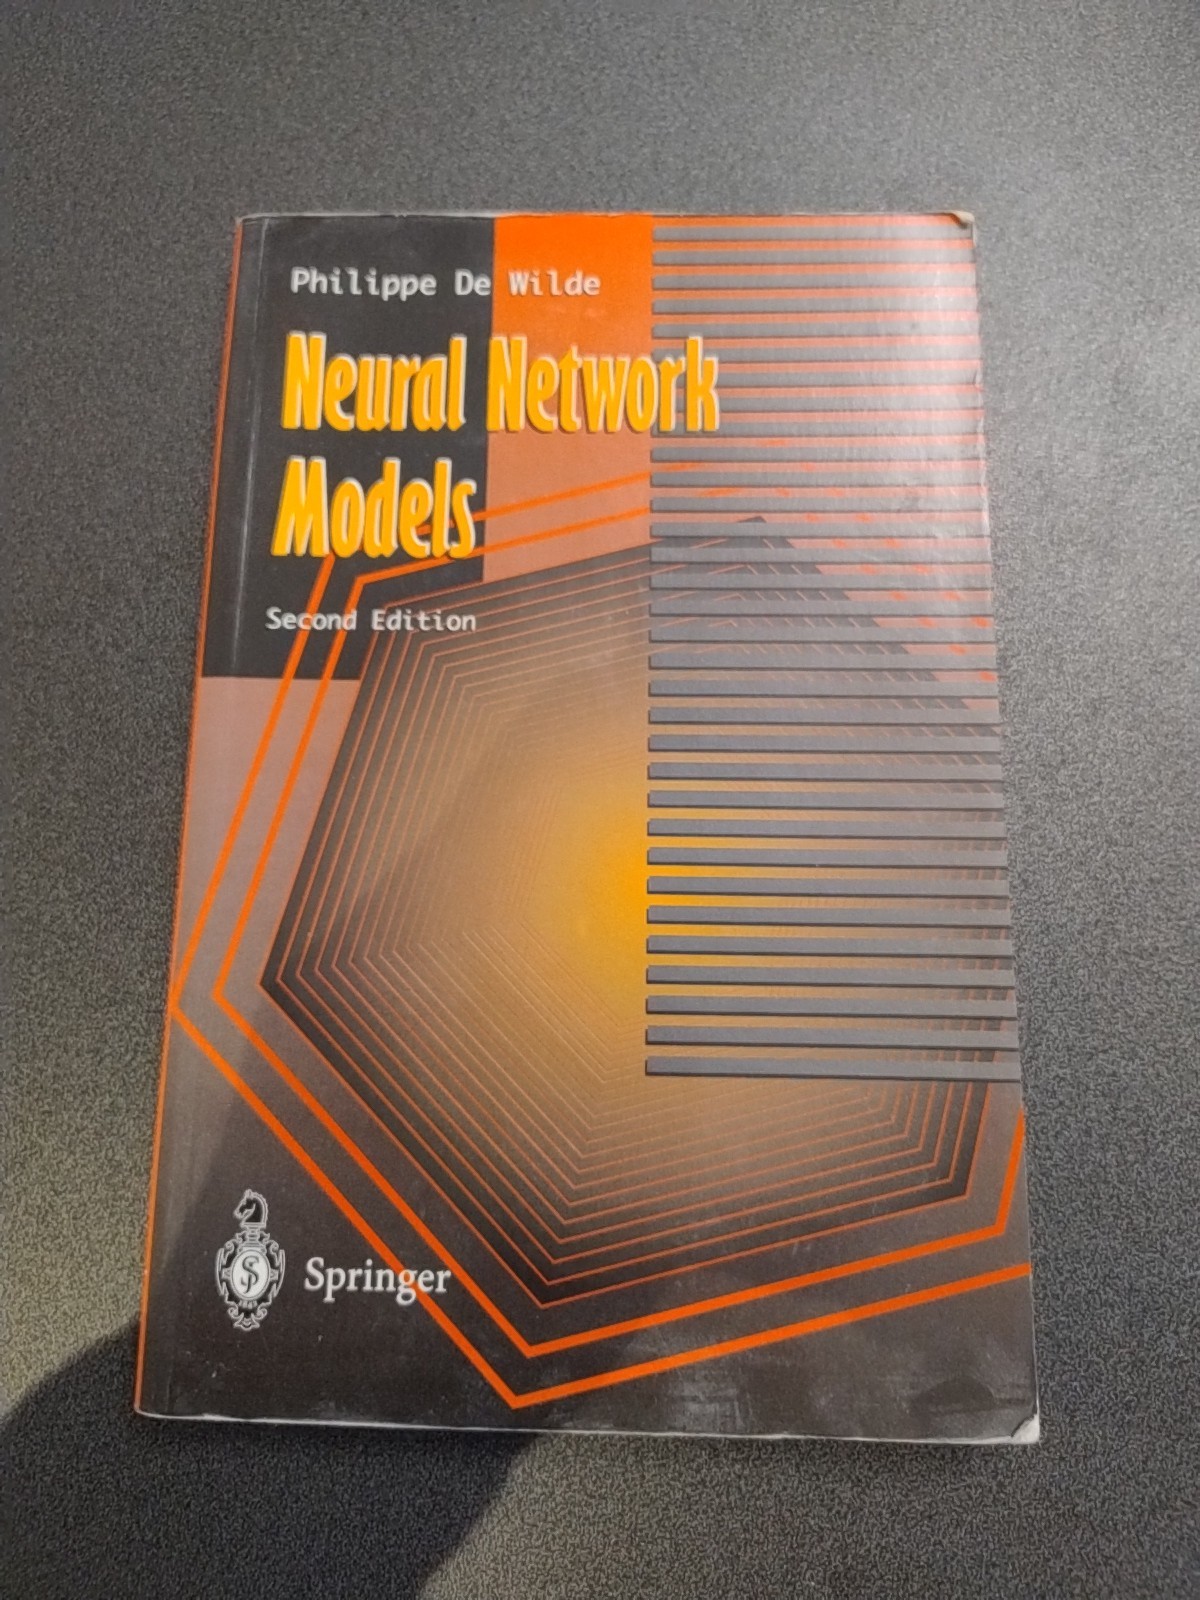 Philippe De Wilde
Neural Network
Models
Second Edition
Springer